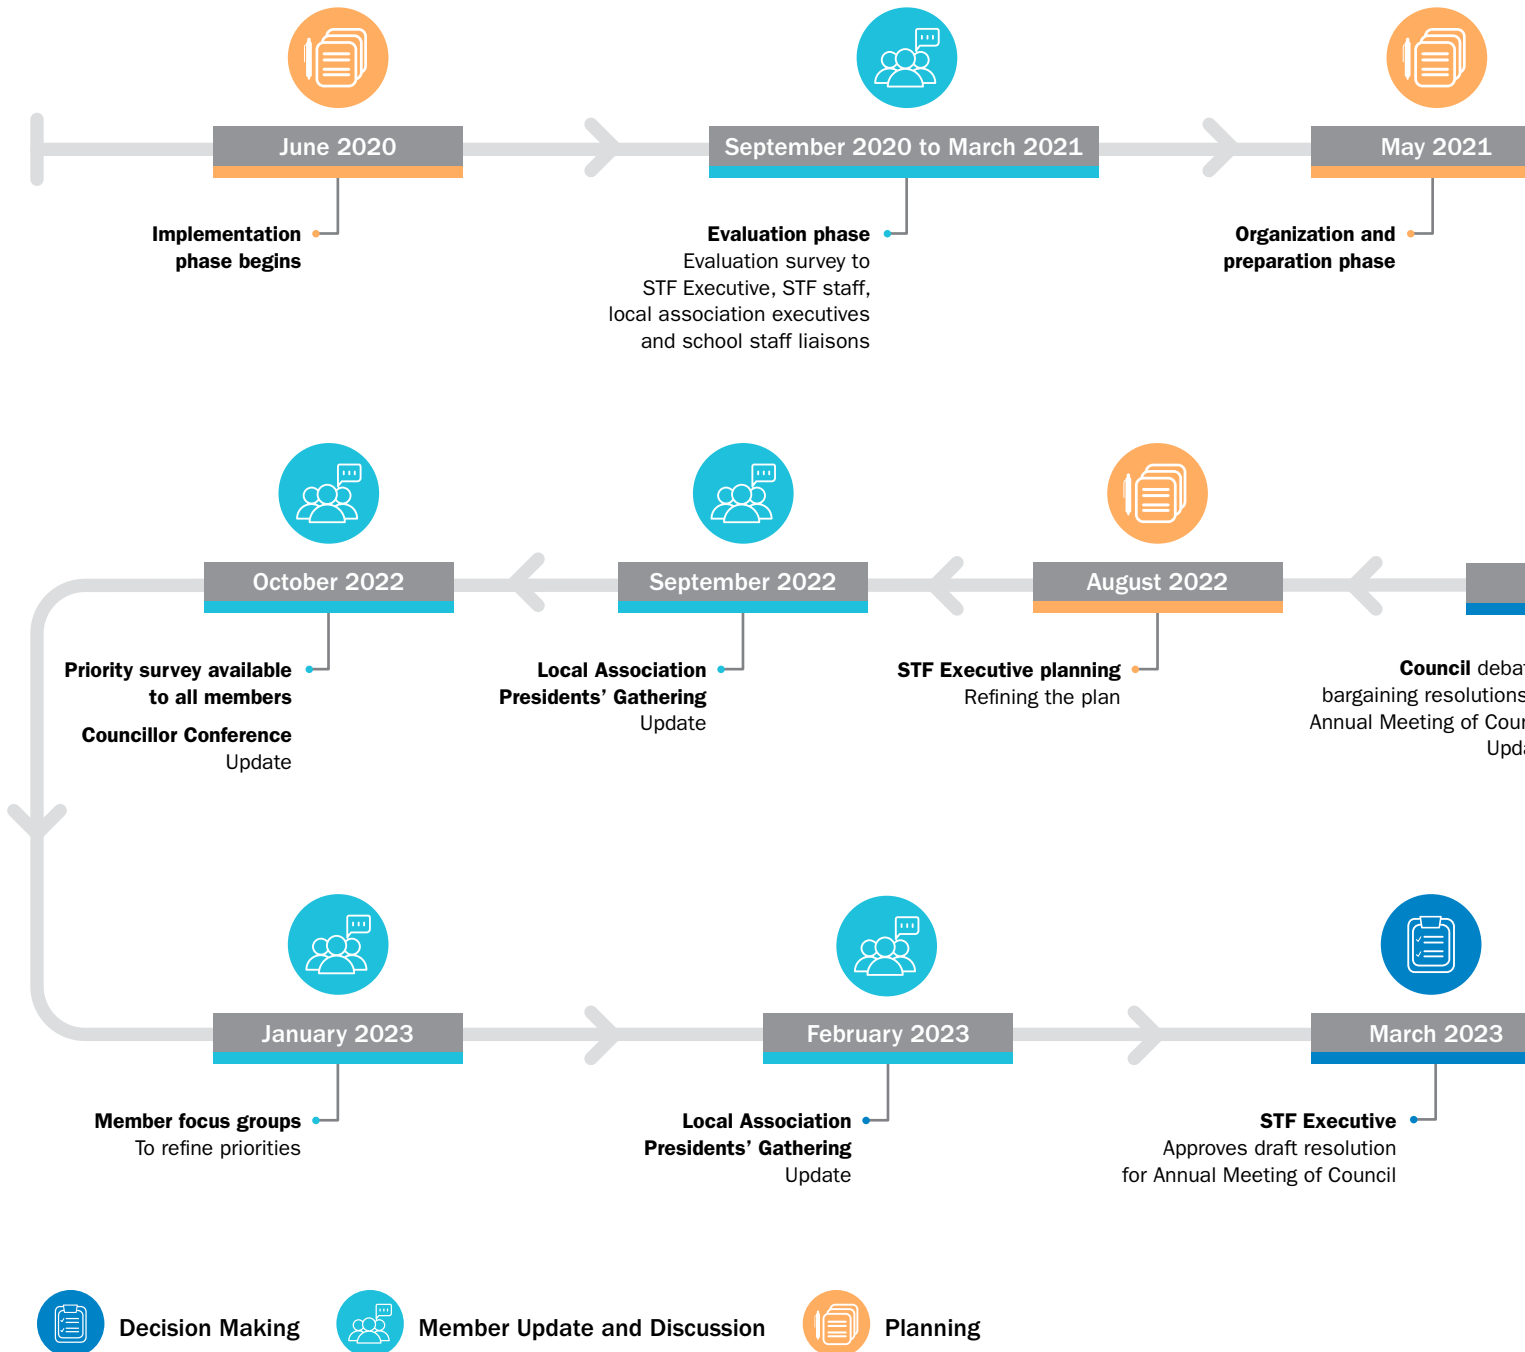 June 2020
September 2020 to March 2021
May 2021
Implementation
phase begins
Evaluation phase
Evaluation survey to
STF Executive, STF staff,
local association executives
and school staff liaisons
Organization and
preparation phase
October 2022
September 2022
August 2022
Priority survey available
to all members
Councillor Conference
Update
Local Association
Presidents’ Gathering
Update
STF Executive planning
Refining the plan
Council
bargaining resolutions
Annual Meeting of
January 2023
February 2023
March 2023
Member focus groups
To refine priorities
Local Association
Presidents’ Gathering
Update
STF Executive
Approves draft resolution
for Annual Meeting of Council
Decision Making
Member Update and Discussion
Planning